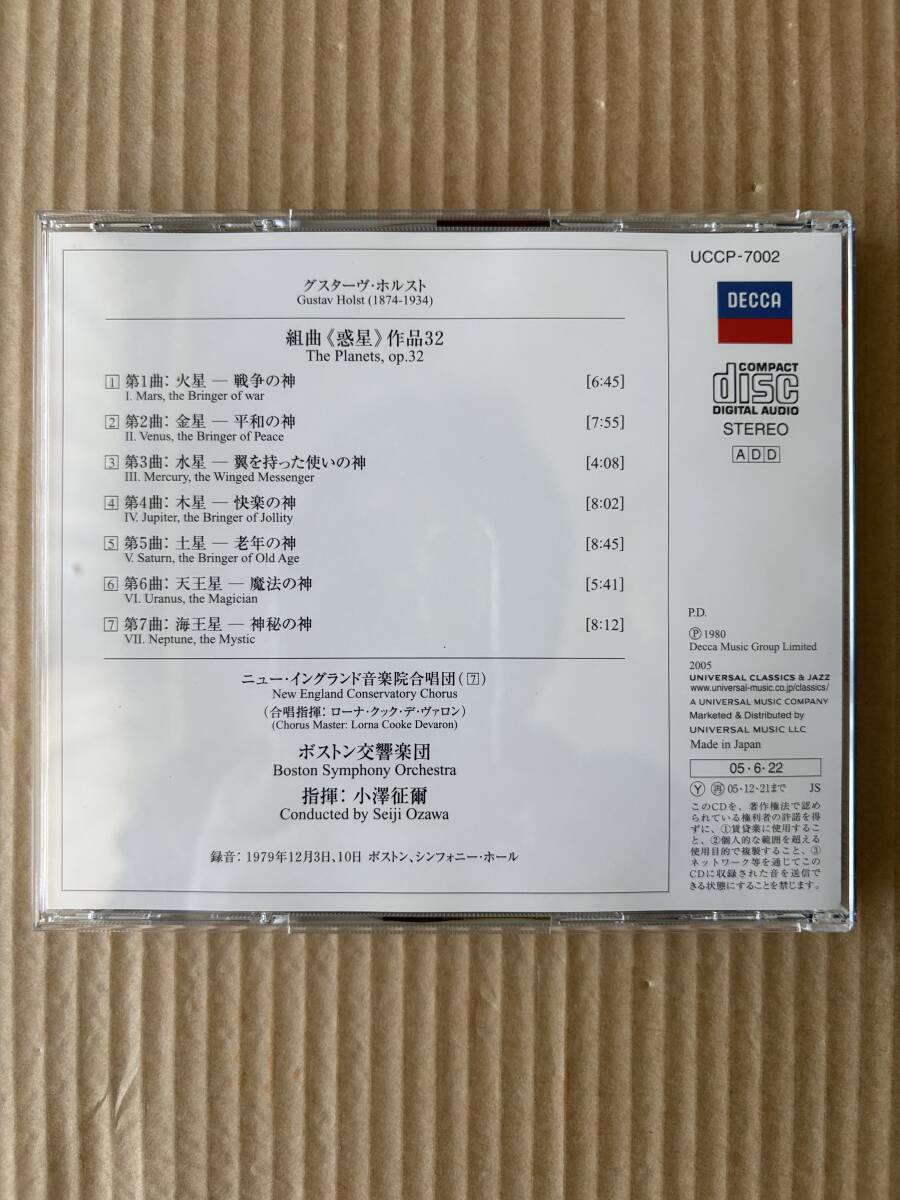 グスターヴ・ホルスト
Gustav Holst (1874-1934)
組曲《惑星》作品32
The Planets, op.32
1 第1曲: 火星 — 戦争の神 [6:45]
I. Mars, the Bringer of war
2 第2曲: 金星 — 平和の神 [7:55]
II. Venus, the Bringer of Peace
3 第3曲: 水星 — 翼を持った使いの神 [4:08]
III. Mercury, the Winged Messenger
4 第4曲: 木星 — 快楽の神 [8:02]
IV. Jupiter, the Bringer of Jollity
5 第5曲: 土星 — 老年の神 [8:45]
V. Saturn, the Bringer of Old Age
6 第6曲: 天王星 — 魔法の神 [5:41]
VI. Uranus, the Magician
7 第7曲: 海王星 — 神秘の神 [8:12]
VII. Neptune, the Mystic
ニュー・イングランド音楽院合唱団(7)
New England Conservatory Chorus
(合唱指揮: ローナ・クック・デ・ヴァロン)
(Chorus Master: Lorna Cooke Devaron)
ボストン交響楽団
Boston Symphony Orchestra
指揮: 小澤征爾
Conducted by Seiji Ozawa
録音: 1979年12月3日、10日 ボストン、シンフォニー・ホール
UCCP-7002
DECCA
COMPACT
disc
DIGITAL AUDIO
STEREO
ADD
P.D.
Ⓟ1980
Decca Music Group Limited
2005
UNIVERSAL CLASSICS & JAZZ
www.universal-music.co.jp/classics/
A UNIVERSAL MUSIC COMPANY
Marketed & Distributed by
UNIVERSAL MUSIC LLC
Made in Japan
05・6・22
Ⓨ 再 05・12・21まで JS
このCDを、著作権法で認め
られている権利者の許諾を得
ずに、①賃貸業に使用するこ
と、②個人的な範囲を超える
使用目的で複製すること、③
ネットワーク等を通じてこの
CDに収録された音を送信で
きる状態にすることを禁じます。